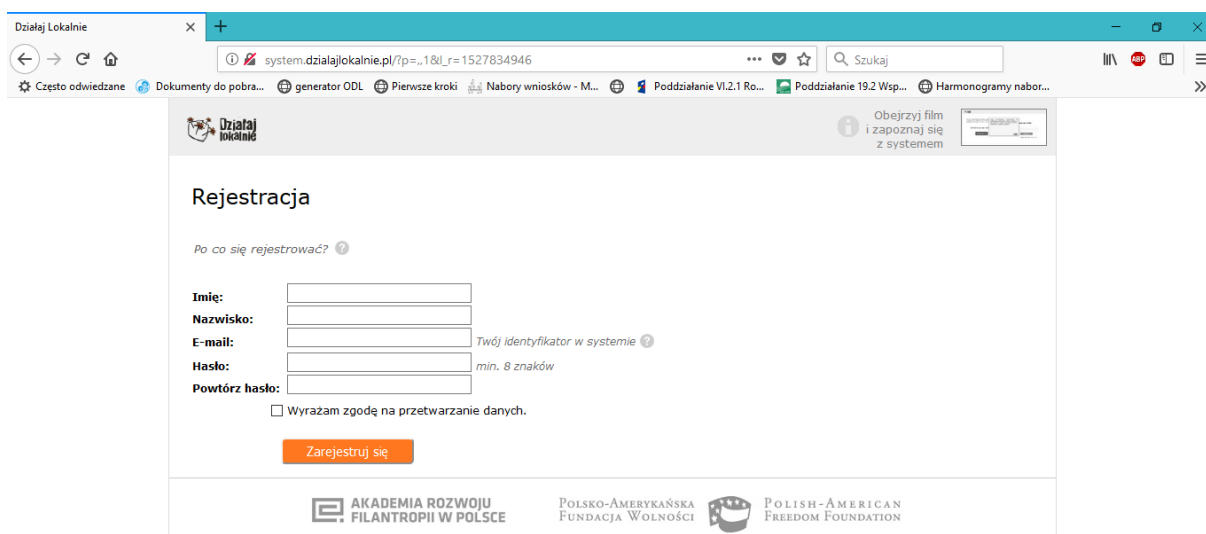 Działaj Lokalnie
system.dzialajlokalnie.pl/?p=,,1&l_r=1527834946
Szukaj
ABP
Często odwiedzane Dokumenty do pobra... generator ODL Pierwsze kroki Nabory wniosków - M... Poddziałanie VI.2.1 Ro... Poddziałanie 19.2 Wsp... Harmonogramy nabor...
Działaj
lokalnie
Obejrzyj film
i zapoznaj się
z systemem
Rejestracja
Po co się rejestrować? ?
Imię:
Nazwisko:
E-mail: Twój identyfikator w systemie ?
Hasło: min. 8 znaków
Powtórz hasło:
Wyrażam zgodę na przetwarzanie danych.
Zarejestruj się
AKADEMIA ROZWOJU
FILANTROPII W POLSCE
POLSKO-AMERYKAŃSKA
FUNDACJA WOLNOŚCI
POLISH-AMERICAN
FREEDOM FOUNDATION